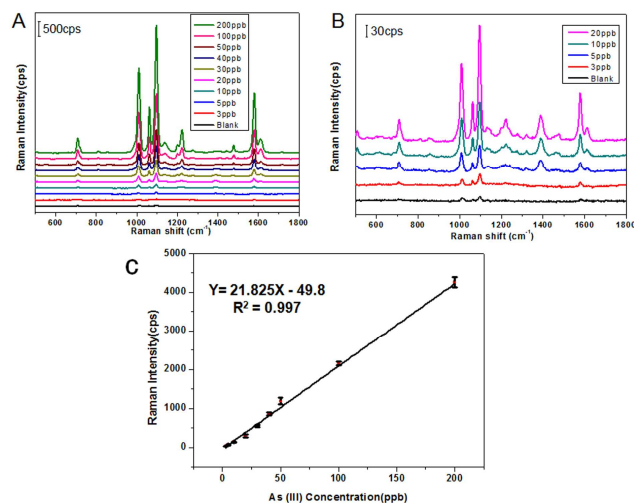 A
500cps
200ppb
100ppb
50ppb
40ppb
30ppb
20ppb
10ppb
5ppb
3ppb
Blank
Raman Intensity(cps)
600 800 1000 1200 1400 1600 1800
Raman shift (cm-1)
B
30cps
20ppb
10ppb
5ppb
3ppb
Blank
Raman Intensity(cps)
600 800 1000 1200 1400 1600 1800
Raman shift (cm-1)
C
Y= 21.825X - 49.8
R² = 0.997
5000
4000
3000
2000
1000
0
Raman Intensity(cps)
0 50 100 150 200
As (III) Concentration(ppb)